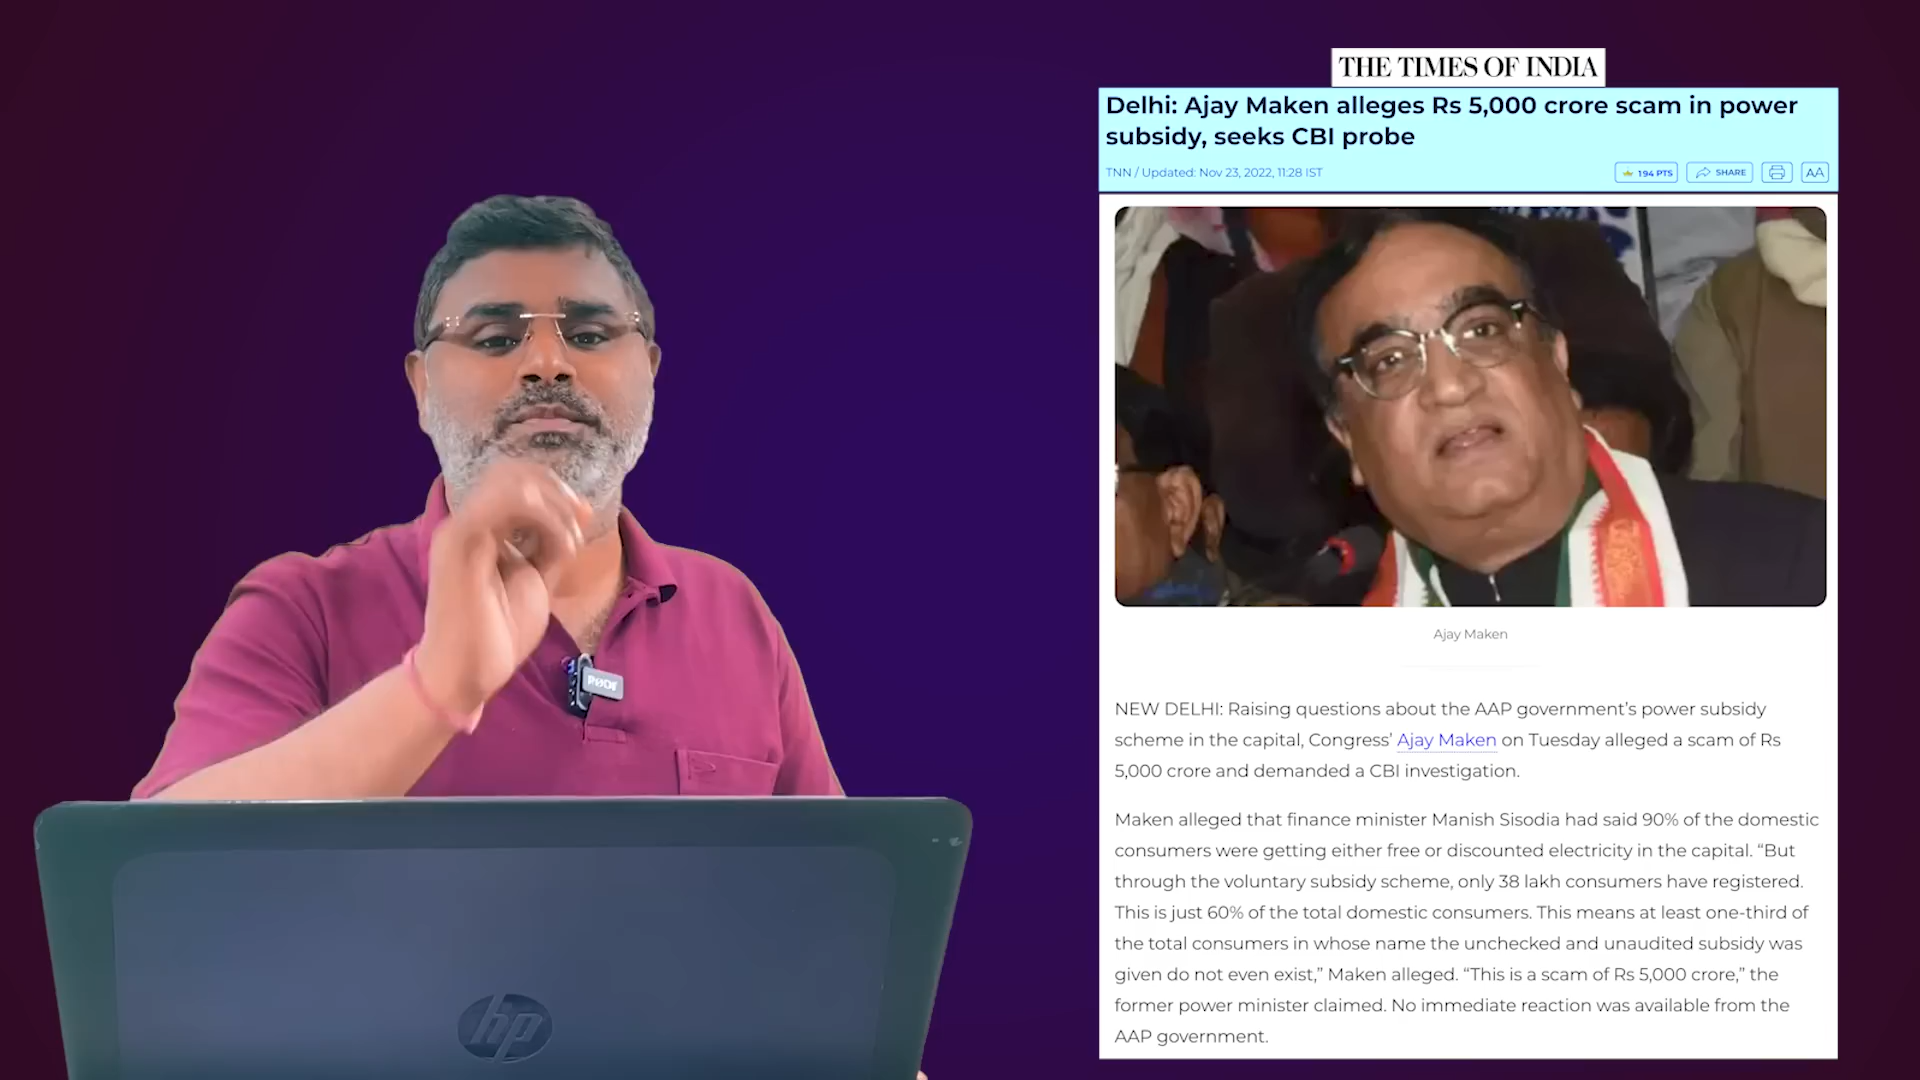 THE TIMES OF INDIA
Delhi: Ajay Maken alleges Rs 5,000 crore scam in power
subsidy, seeks CBI probe
TNN / Updated: Nov 23, 2022, 11:28 IST
194 PTS
SHARE
AA
Ajay Maken
NEW DELHI: Raising questions about the AAP government's power subsidy
scheme in the capital, Congress' Ajay Maken on Tuesday alleged a scam of Rs
5,000 crore and demanded a CBI investigation.
Maken alleged that finance minister Manish Sisodia had said 90% of the domestic
consumers were getting either free or discounted electricity in the capital. “But
through the voluntary subsidy scheme, only 38 lakh consumers have registered.
This is just 60% of the total domestic consumers. This means at least one-third of
the total consumers in whose name the unchecked and unaudited subsidy was
given do not even exist,” Maken alleged. “This is a scam of Rs 5,000 crore,” the
former power minister claimed. No immediate reaction was available from the
AAP government.
RØDE
hp